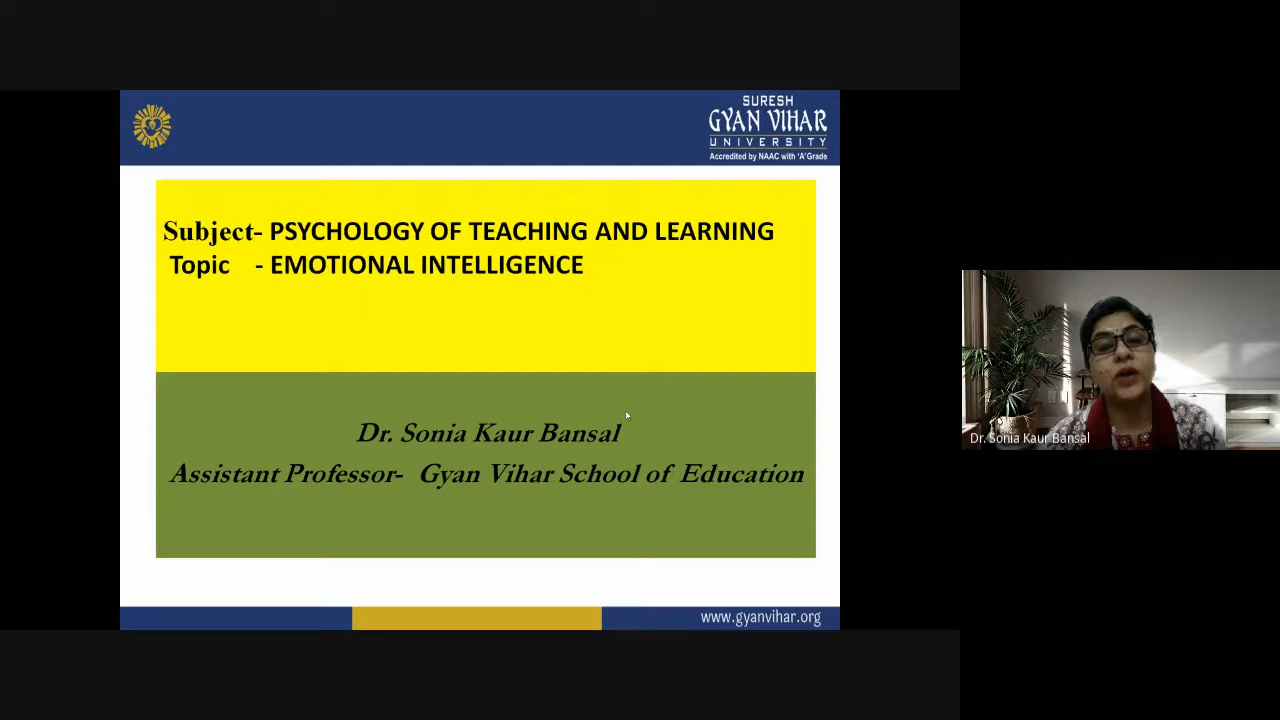 SURESH
GYAN VIHAR
UNIVERSITY
Accredited by NAAC with 'A' Grade
Subject- PSYCHOLOGY OF TEACHING AND LEARNING
Topic - EMOTIONAL INTELLIGENCE
Dr. Sonia Kaur Bansal
Assistant Professor- Gyan Vihar School of Education
www.gyanvihar.org
Dr. Sonia Kaur Bansal